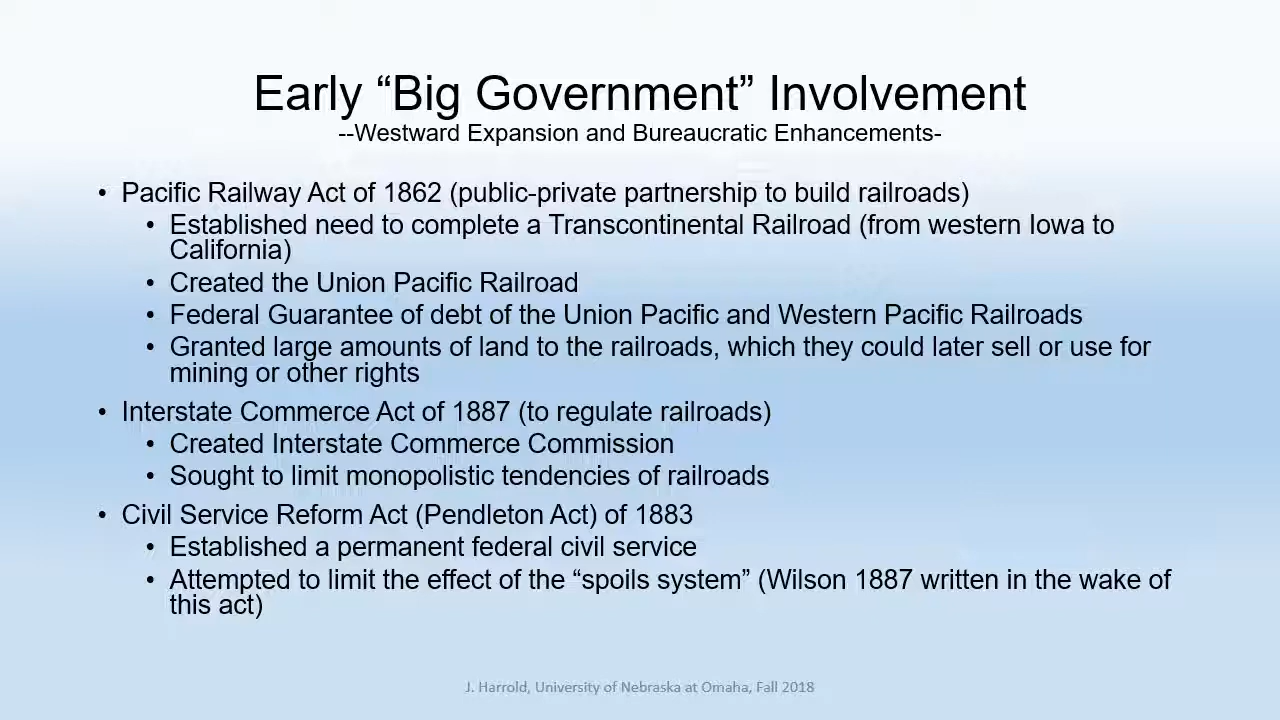 Early “Big Government” Involvement
--Westward Expansion and Bureaucratic Enhancements-
• Pacific Railway Act of 1862 (public-private partnership to build railroads)
• Established need to complete a Transcontinental Railroad (from western Iowa to
California)
• Created the Union Pacific Railroad
• Federal Guarantee of debt of the Union Pacific and Western Pacific Railroads
• Granted large amounts of land to the railroads, which they could later sell or use for
mining or other rights
• Interstate Commerce Act of 1887 (to regulate railroads)
• Created Interstate Commerce Commission
• Sought to limit monopolistic tendencies of railroads
• Civil Service Reform Act (Pendleton Act) of 1883
• Established a permanent federal civil service
• Attempted to limit the effect of the “spoils system” (Wilson 1887 written in the wake of
this act)
J. Harrold, University of Nebraska at Omaha, Fall 2018